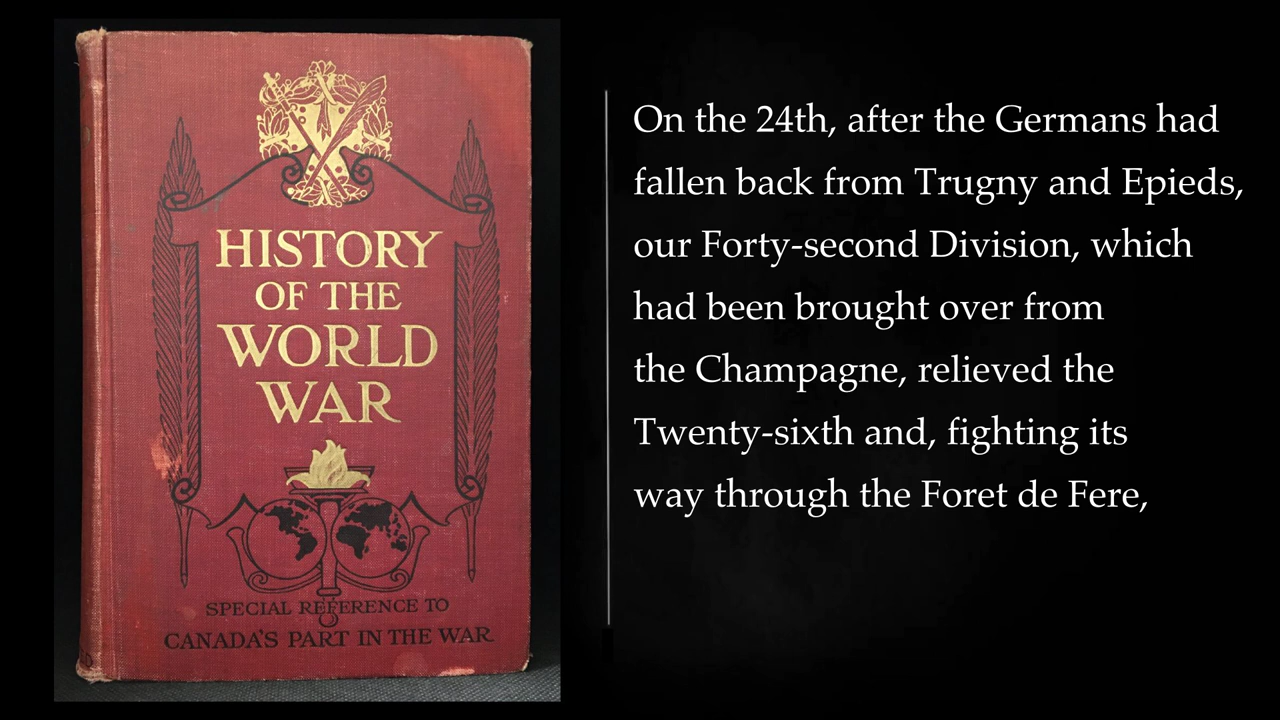 HISTORY
OF THE
WORLD
WAR
SPECIAL REFERENCE TO
CANADA'S PART IN THE WAR
On the 24th, after the Germans had
fallen back from Trugny and Epieds,
our Forty-second Division, which
had been brought over from
the Champagne, relieved the
Twenty-sixth and, fighting its
way through the Foret de Fere,